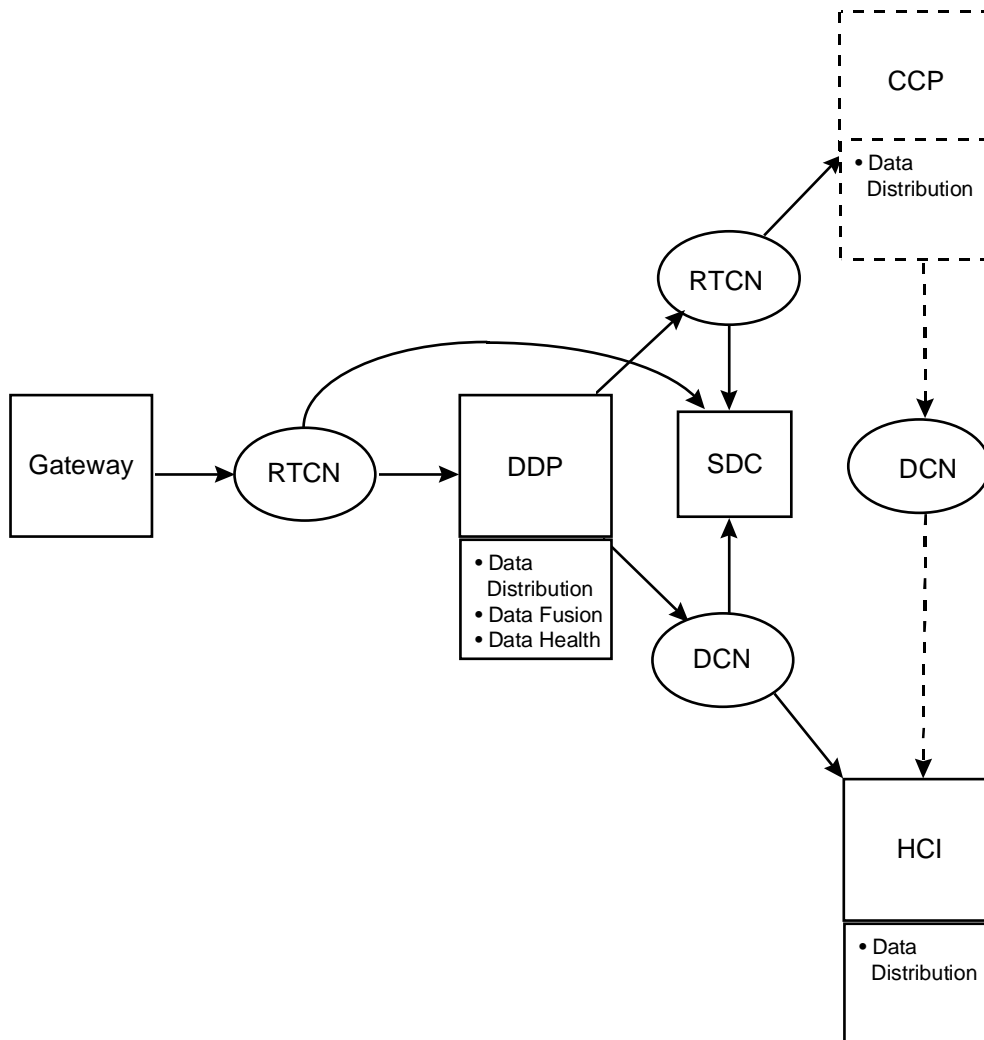 CCP
• Data
Distribution
RTCN
Gateway
RTCN
DDP
SDC
DCN
• Data
Distribution
• Data Fusion
• Data Health
DCN
HCI
• Data
Distribution